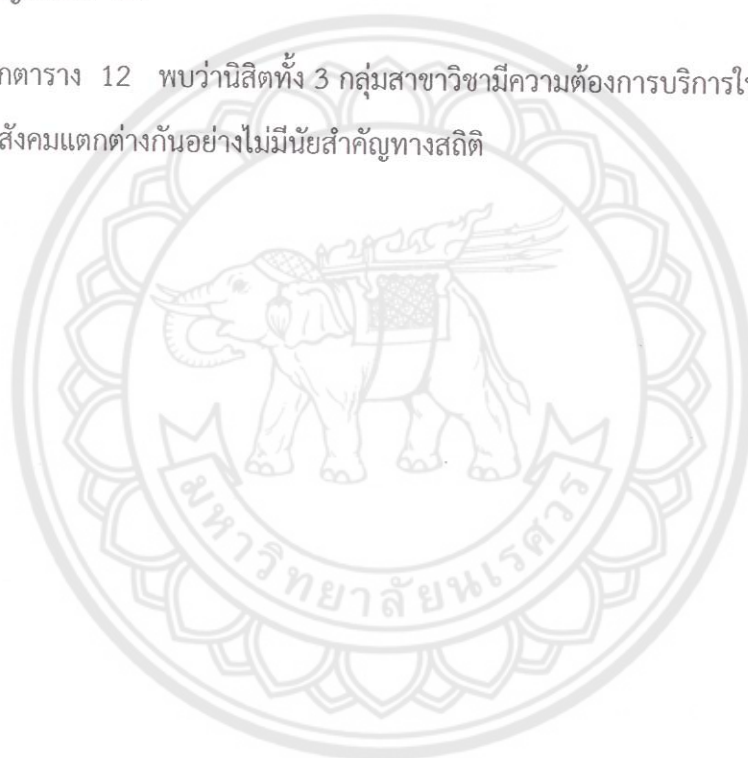 กตาราง 12 พบว่านิสิตทั้ง 3 กลุ่มสาขาวิชามีความต้องการบริการใ
สังคมแตกต่างกันอย่างไม่มีนัยสำคัญทางสถิติ
มหาวิทยาลัยนเรศวร